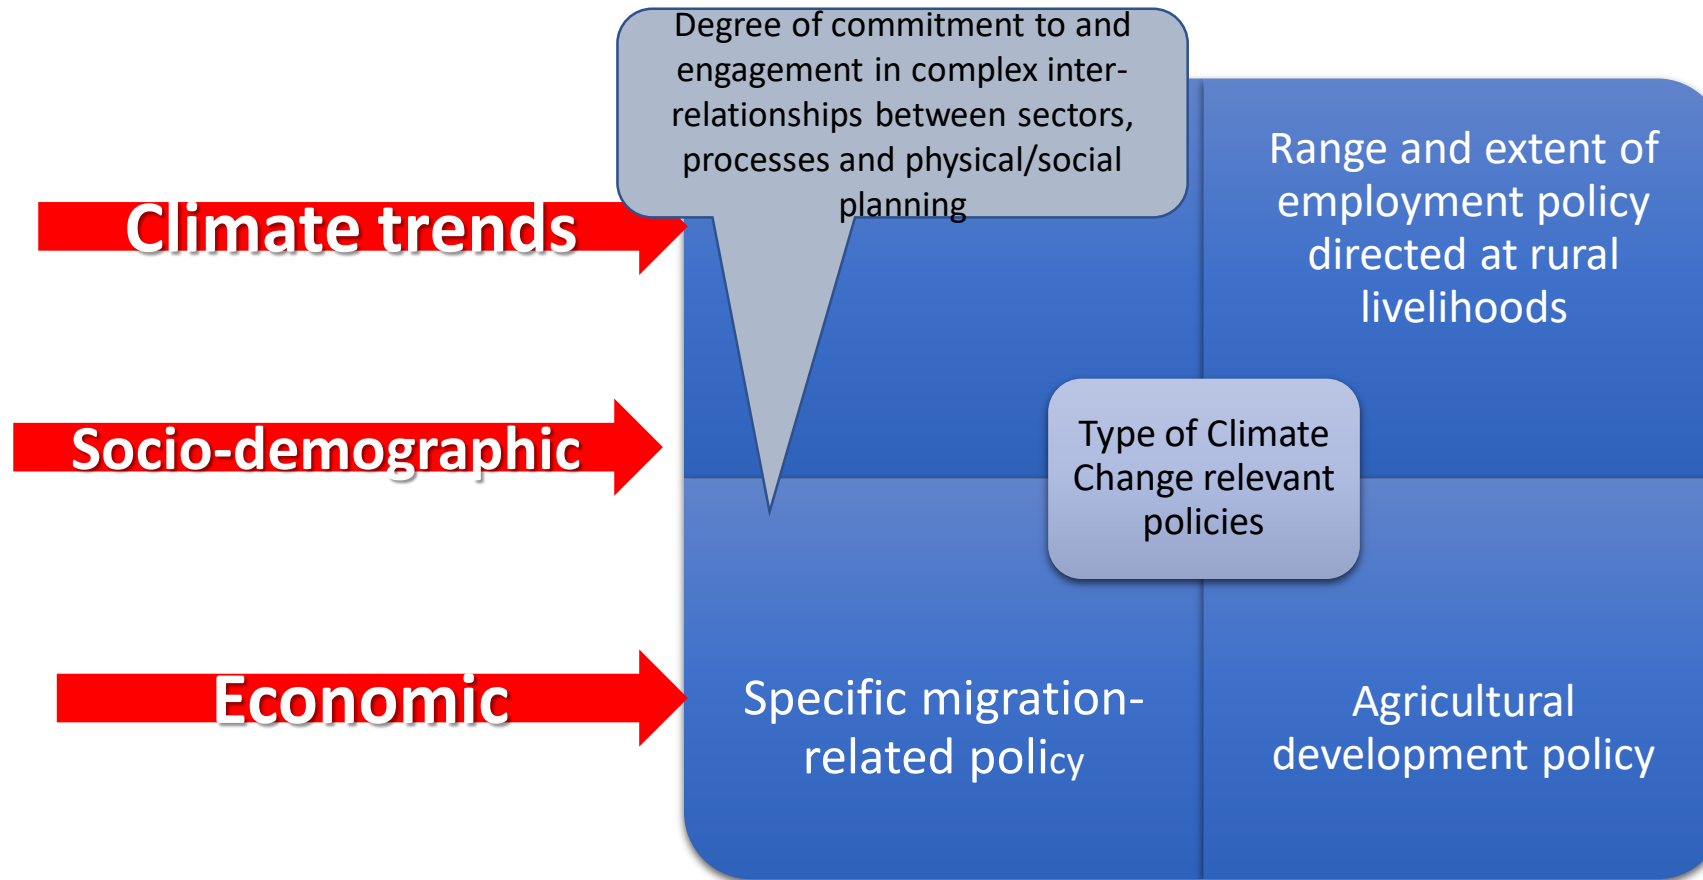 Degree of commitment to and
engagement in complex inter-
relationships between sectors,
processes and physical/social
planning
Range and extent of
employment policy
directed at rural
livelihoods
Climate trends
Socio-demographic
Type of Climate
Change relevant
policies
Economic
Specific migration-
related policy
Agricultural
development policy